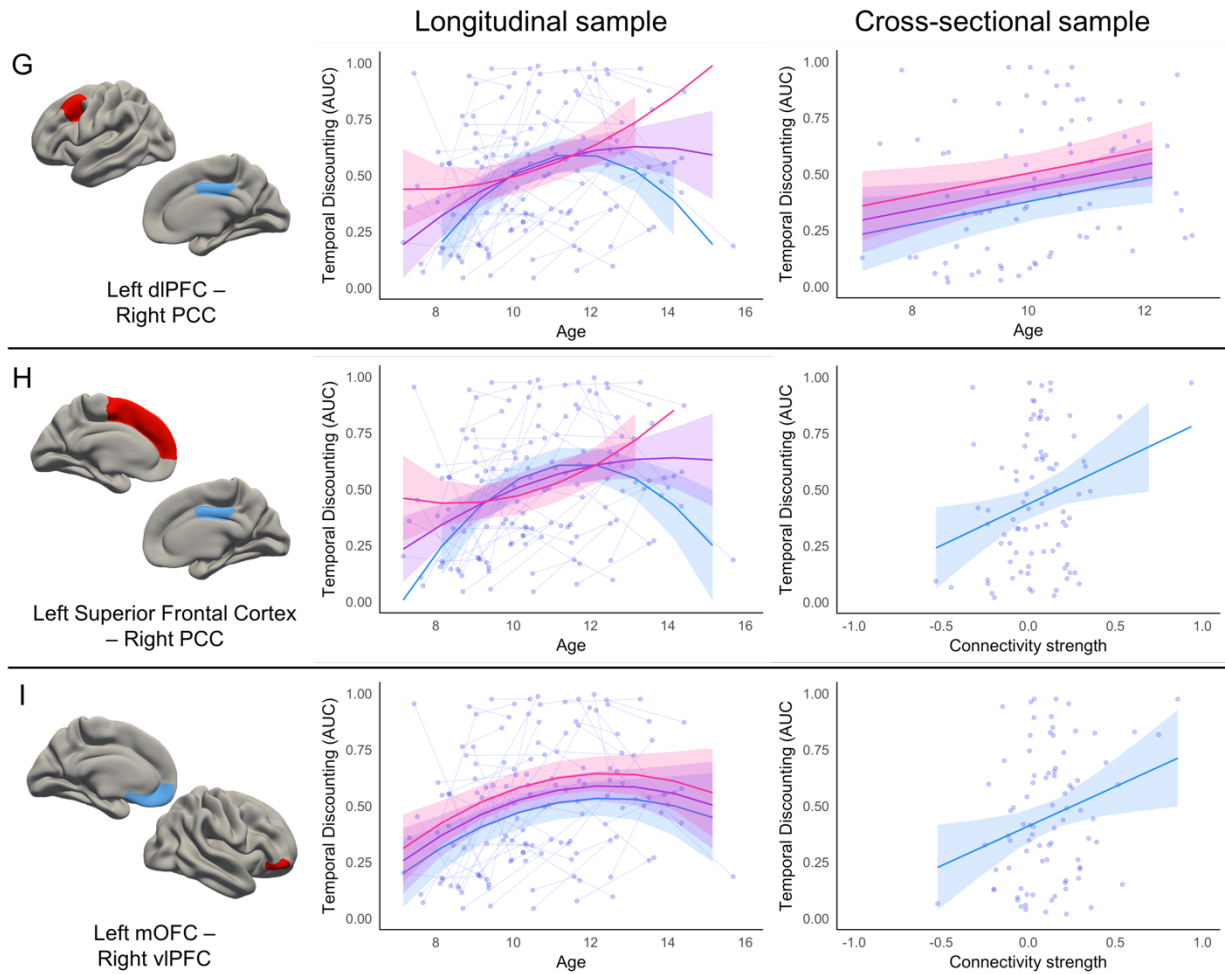 Longitudinal sample
Cross-sectional sample
G
Left dlPFC –
Right PCC
Temporal Discounting (AUC)
1.00
0.75
0.50
0.25
0.00
8 10 12 14 16
Age
Temporal Discounting (AUC)
1.00
0.75
0.50
0.25
0.00
8 10 12
Age
H
Left Superior Frontal Cortex
– Right PCC
Temporal Discounting (AUC)
1.00
0.75
0.50
0.25
0.00
8 10 12 14 16
Age
Temporal Discounting (AUC
1.00
0.75
0.50
0.25
0.00
-1.0 -0.5 0.0 0.5 1.0
Connectivity strength
I
Left mOFC –
Right vlPFC
Temporal Discounting (AUC)
1.00
0.75
0.50
0.25
0.00
8 10 12 14 16
Age
Temporal Discounting (AUC
1.00
0.75
0.50
0.25
0.00
-1.0 -0.5 0.0 0.5 1.0
Connectivity strength